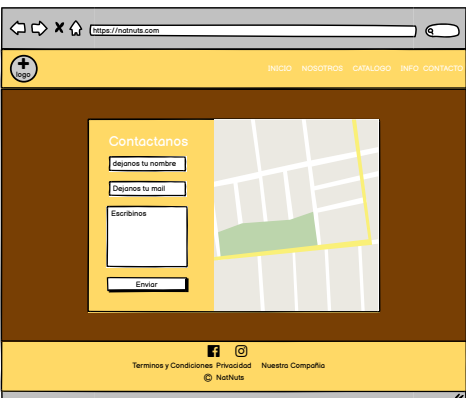 https://natnuts.com
logo
INICIO NOSOTROS CATALOGO INFO CONTACTO
Contactanos
dejanos tu nombre
Dejanos tu mail
Escribinos
Enviar
Terminos y Condiciones Privacidad Nuestra Compañia
© NatNuts